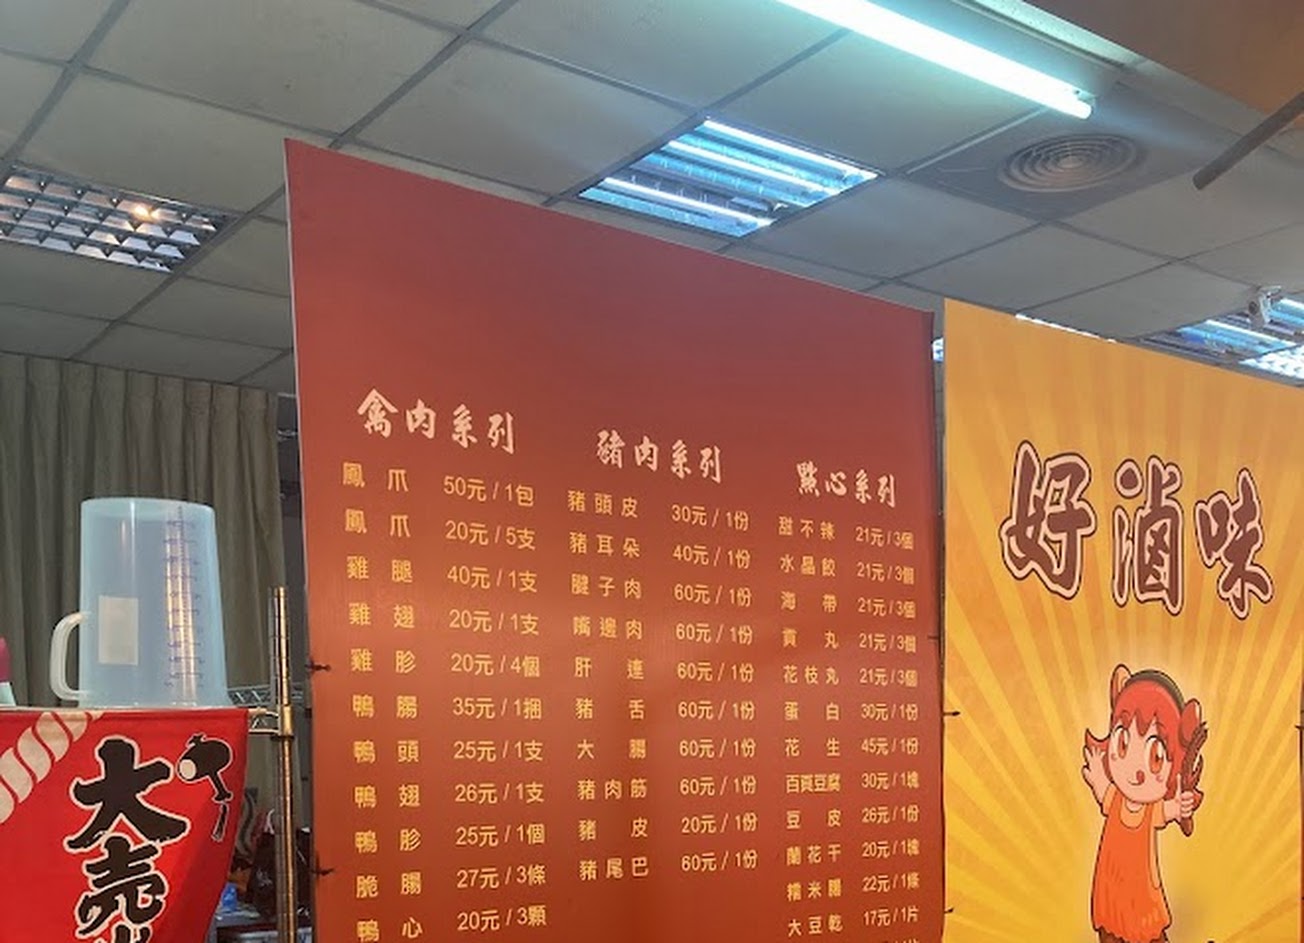 禽肉系列
鳳爪 50元/1包
鳳爪 20元/5支
雞腿 40元/1支
雞翅 20元/1支
雞胗 20元/4個
鴨腸 35元/1捆
鴨頭 25元/1支
鴨翅 26元/1支
鴨胗 25元/1個
脆腸 27元/3條
鴨心 20元/3顆
豬肉系列
豬頭皮 30元/1份
豬耳朵 40元/1份
腱子肉 60元/1份
嘴邊肉 60元/1份
肝連 60元/1份
豬舌 60元/1份
大腸 60元/1份
豬肉筋 60元/1份
豬皮 20元/1份
豬尾巴 60元/1份
點心系列
甜不辣 21元/3個
水晶餃 21元/3個
海帶 21元/3個
貢丸 21元/3個
花枝丸 21元/3個
蛋白 30元/1份
花生 45元/1份
百頁豆腐 30元/1塊
豆皮 26元/1份
蘭花干 20元/1塊
糯米腸 22元/1條
大豆乾 17元/1片
好滷味
大売